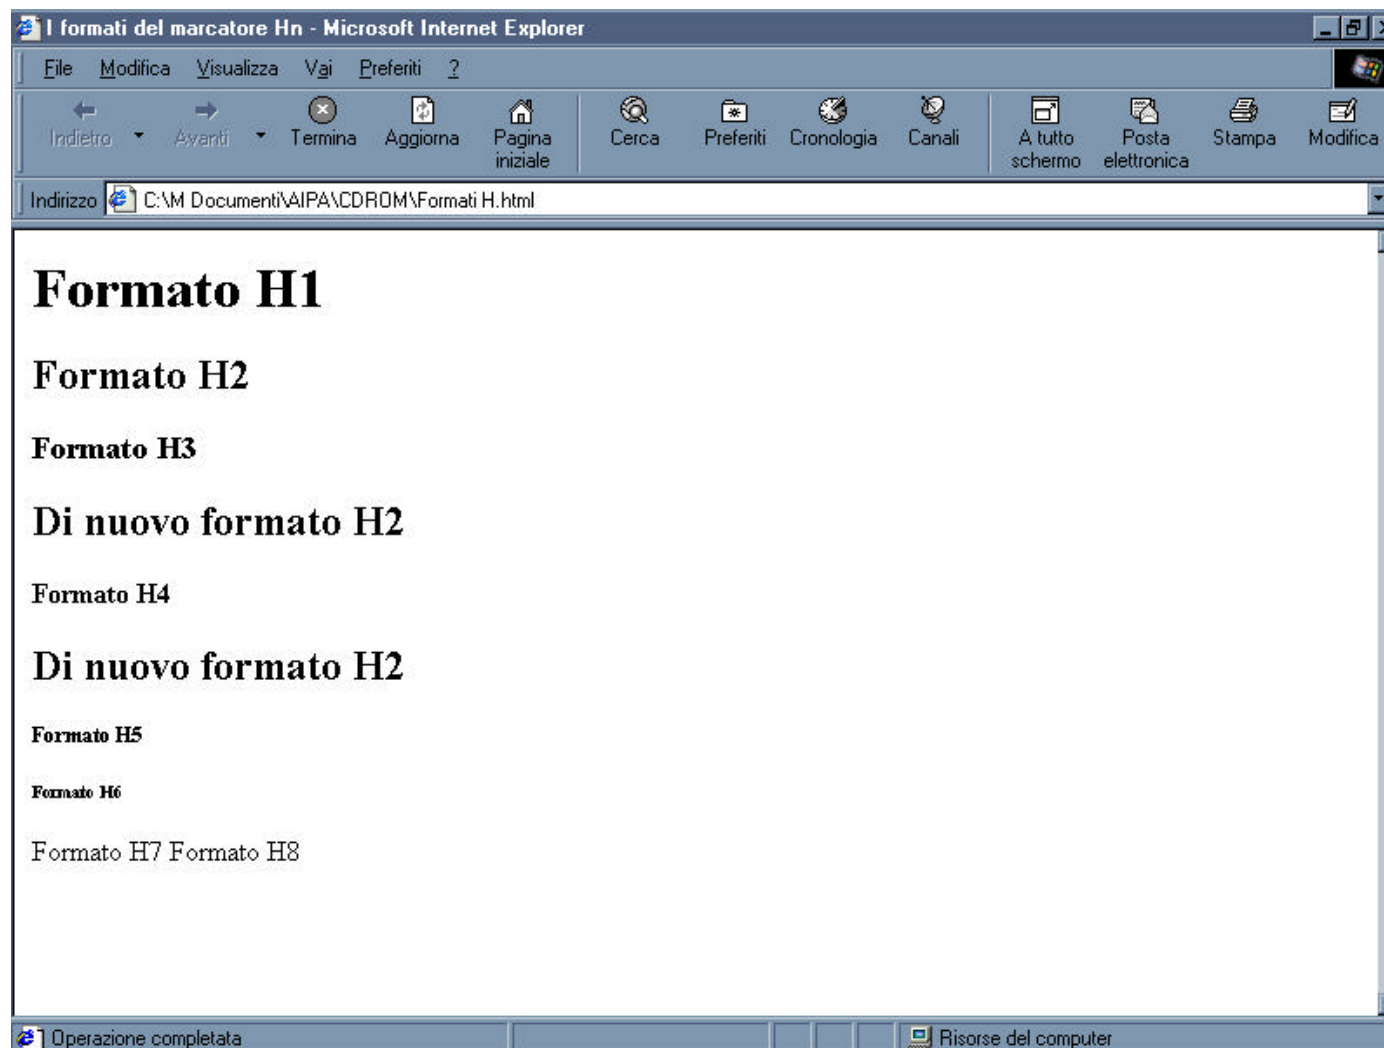 I formati del marcatore Hn - Microsoft Internet Explorer
File Modifica Visualizza Vai Preferiti ?
Indietro Avanti Termina Aggiorna Pagina iniziale Cerca Preferiti Cronologia Canali A tutto schermo Posta elettronica Stampa Modifica
Indirizzo C:\M Documenti\AIPA\CDROM\Formati H.html
Formato H1
Formato H2
Formato H3
Di nuovo formato H2
Formato H4
Di nuovo formato H2
Formato H5
Formato H6
Formato H7 Formato H8
Operazione completata Risorse del computer